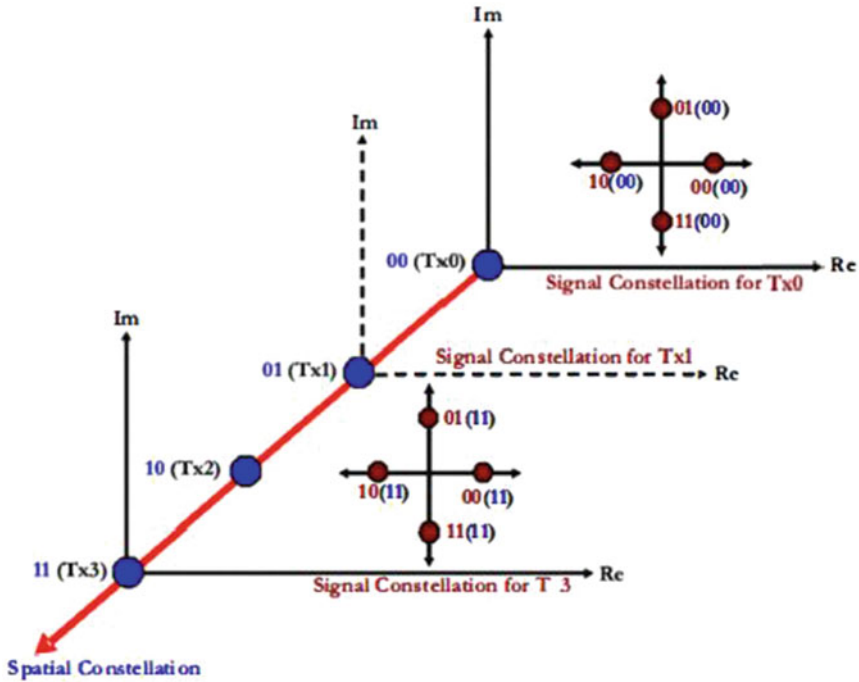 Im
01(00)
Im
10(00)
00(00)
11(00)
00 (Tx0)
Re
Signal Constellation for Tx0
Im
Signal Constellation for Tx1
01 (Tx1)
Re
01(11)
10 (Tx2)
10(11)
00(11)
11(11)
11 (Tx3)
Re
Signal Constellation for T 3
Spatial Constellation